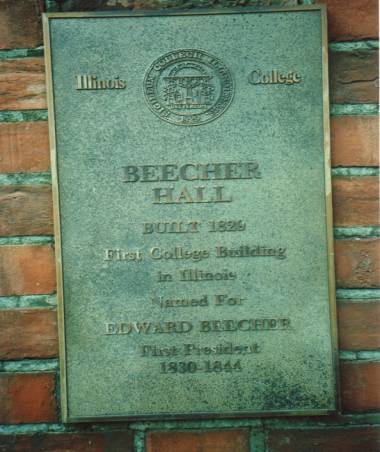 Illinois College
BEECHER
HALL
BUILT 1829
First College Building
in Illinois
Named For
EDWARD BEECHER
First President
1830-1844